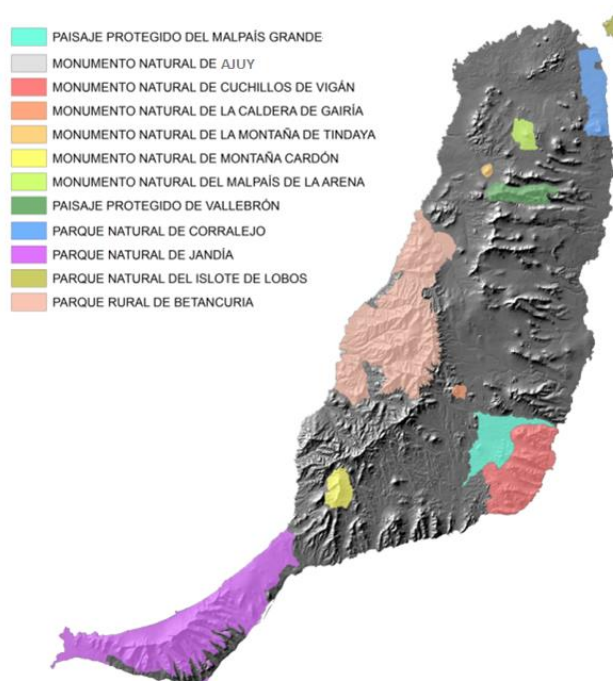 PAISAJE PROTEGIDO DEL MALPAÍS GRANDE
MONUMENTO NATURAL DE AJUY
MONUMENTO NATURAL DE CUCHILLOS DE VIGÁN
MONUMENTO NATURAL DE LA CALDERA DE GAIRÍA
MONUMENTO NATURAL DE LA MONTAÑA DE TINDAYA
MONUMENTO NATURAL DE MONTAÑA CARDÓN
MONUMENTO NATURAL DEL MALPAÍS DE LA ARENA
PAISAJE PROTEGIDO DE VALLEBRÓN
PARQUE NATURAL DE CORRALEJO
PARQUE NATURAL DE JANDÍA
PARQUE NATURAL DEL ISLOTE DE LOBOS
PARQUE RURAL DE BETANCURIA